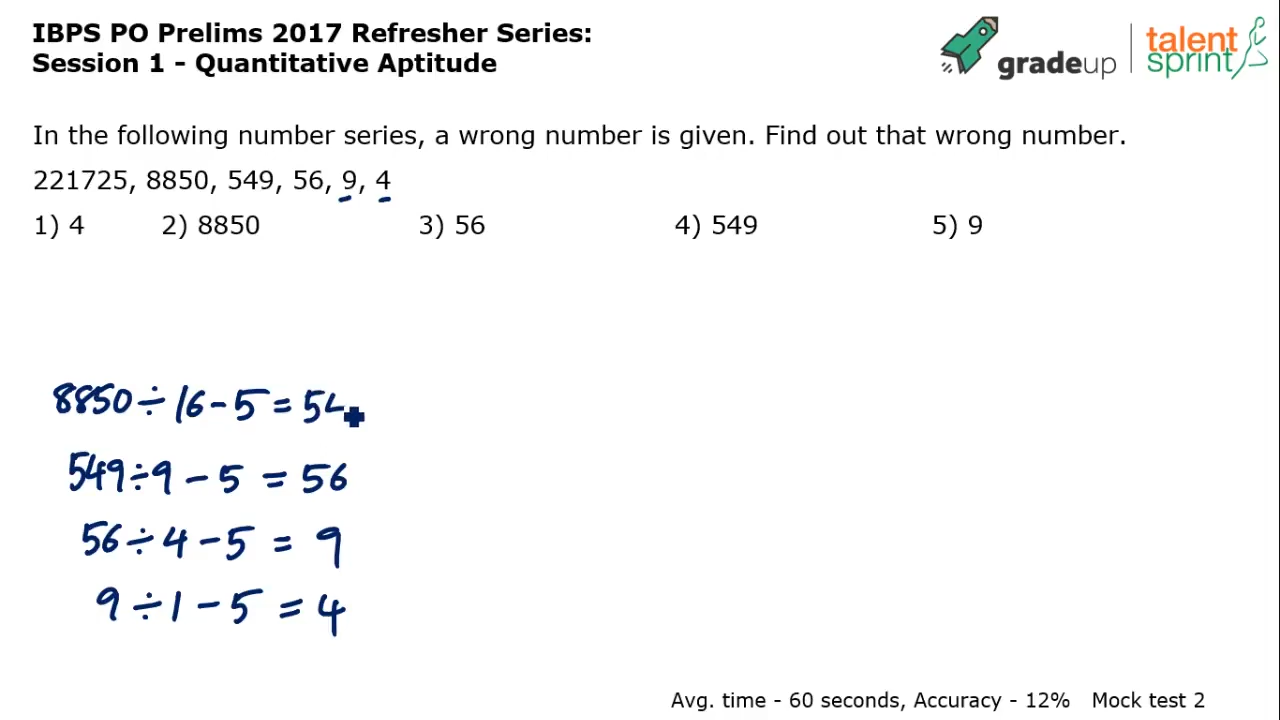 IBPS PO Prelims 2017 Refresher Series:
Session 1 - Quantitative Aptitude
gradeup
talent
sprint
In the following number series, a wrong number is given. Find out that wrong number.
221725, 8850, 549, 56, 9, 4
1) 4 2) 8850 3) 56 4) 549 5) 9
8850 ÷ 16 - 5 = 54
549 ÷ 9 - 5 = 56
56 ÷ 4 - 5 = 9
9 ÷ 1 - 5 = 4
Avg. time - 60 seconds, Accuracy - 12% Mock test 2